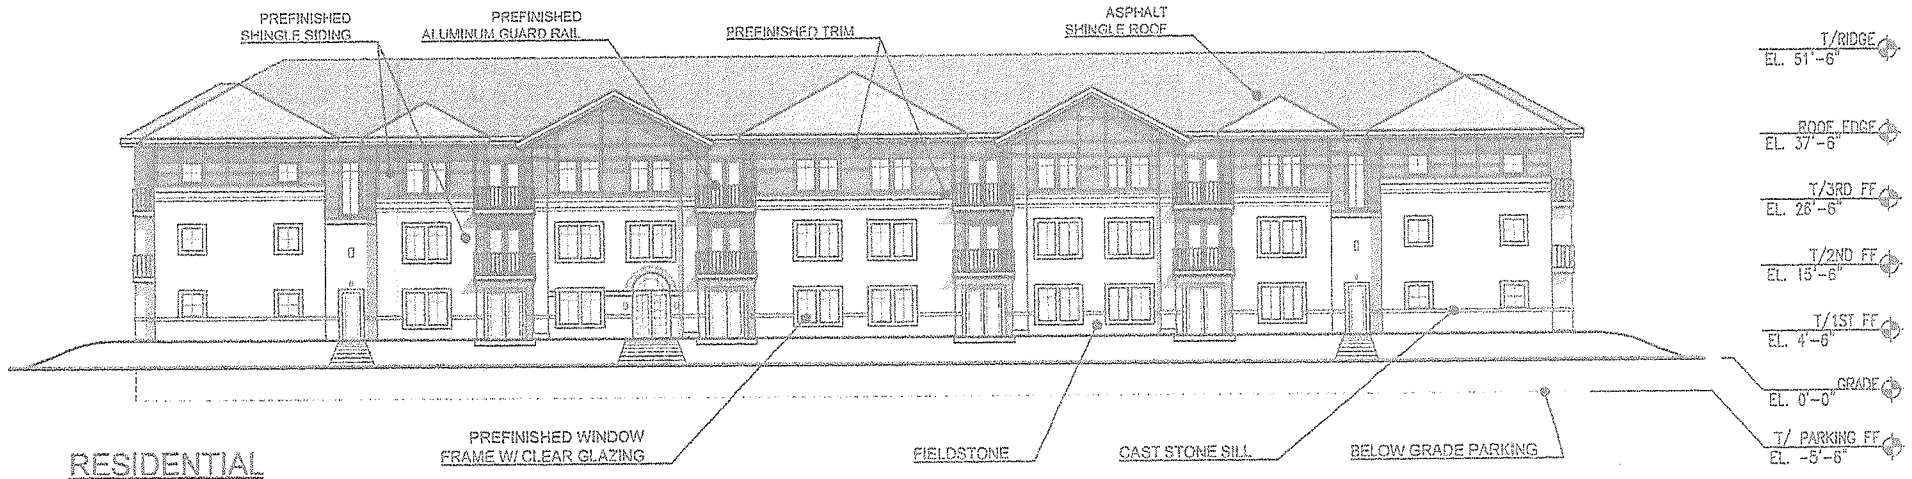 PREFINISHED
SHINGLE SIDING
PREFINISHED
ALUMINUM GUARD RAIL
PREFINISHED TRIM
ASPHALT
SHINGLE ROOF
T/RIDGE
EL. 51'-6"
ROOF EDGE
EL. 37'-6"
T/3RD FF
EL. 26'-6"
T/2ND FF
EL. 15'-6"
T/1ST FF
EL. 4'-6"
GRADE
EL. 0'-0"
T/ PARKING FF
EL. -5'-6"
PREFINISHED WINDOW
FRAME W/ CLEAR GLAZING
FIELDSTONE
CAST STONE SILL
BELOW GRADE PARKING
RESIDENTIAL